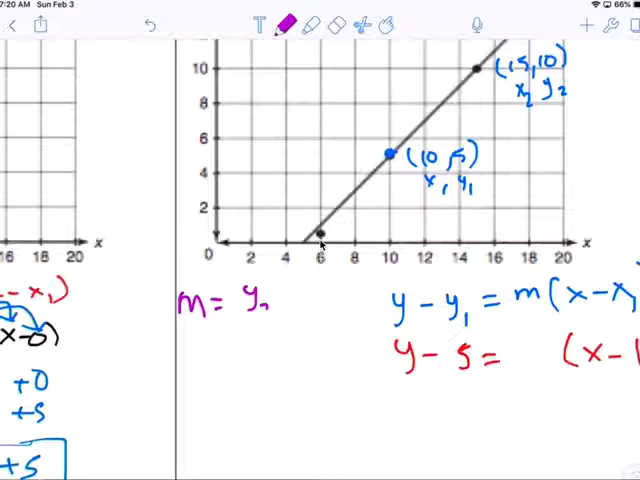 7:20 AM Sun Feb 3
66%
10
(15,10)
x2 y2
8
6
(10,5)
x1 y1
4
2
x
0 2 4 6 8 10 12 14 16 18 20 x
16 18 20
- x1)
m = y2
y - y1 = m(x - x1
x-0)
y - 5 = (x - 1
+0
+5
+5